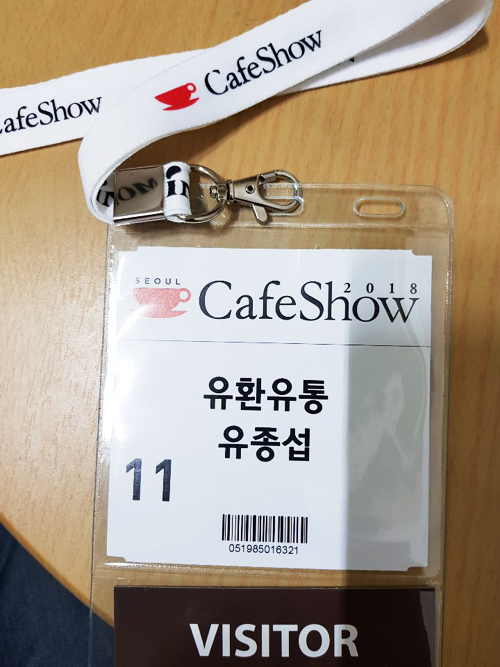 CafeShow
CafeShow
SEOUL
2018
CafeShow
유환유통
유종섭
11
051985016321
VISITOR